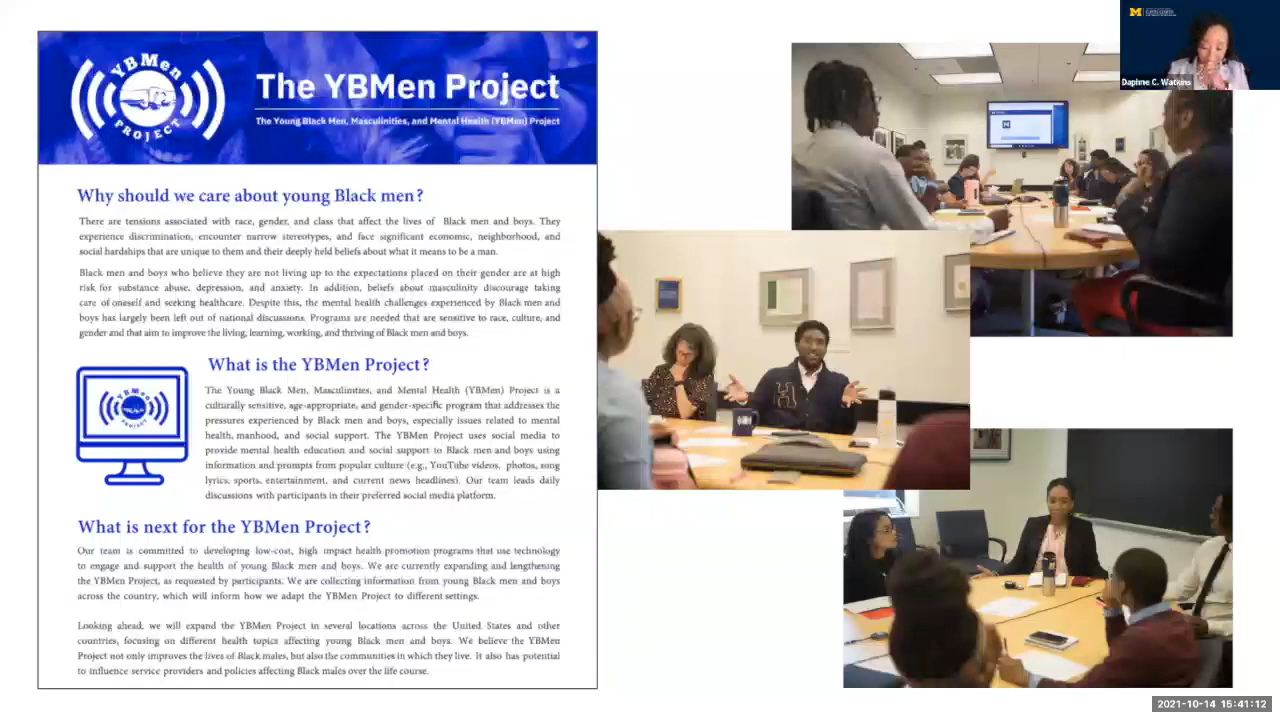 YBMen
PROJECT
The YBMen Project
The Young Black Men, Masculinities, and Mental Health (YBMen) Project
Why should we care about young Black men?
There are tensions associated with race, gender, and class that affect the lives of Black men and boys. They
experience discrimination, encounter narrow stereotypes, and face significant economic, neighborhood, and
social hardships that are unique to them and their deeply held beliefs about what it means to be a man.
Black men and boys who believe they are not living up to the expectations placed on their gender are at high
risk for substance abuse, depression, and anxiety. In addition, beliefs about masculinity discourage taking
care of oneself and seeking healthcare. Despite this, the mental health challenges experienced by Black men and
boys has largely been left out of national discussions. Programs are needed that are sensitive to race, culture, and
gender and that aim to improve the living, learning, working, and thriving of Black men and boys.
YBMen
PROJECT
What is the YBMen Project?
The Young Black Men, Masculinities, and Mental Health (YBMen) Project is a
culturally sensitive, age-appropriate, and gender-specific program that addresses the
pressures experienced by Black men and boys, especially issues related to mental
health, manhood, and social support. The YBMen Project uses social media to
provide mental health education and social support to Black men and boys using
information and prompts from popular culture (e.g., YouTube videos, photos, song
lyrics, sports, entertainment, and current news headlines). Our team leads daily
discussions with participants in their preferred social media platform.
What is next for the YBMen Project?
Our team is committed to developing low-cost, high impact health promotion programs that use technology
to engage and support the health of young Black men and boys. We are currently expanding and lengthening
the YBMen Project, as requested by participants. We are collecting information from young Black men and boys
across the country, which will inform how we adapt the YBMen Project to different settings.
Looking ahead, we will expand the YBMen Project in several locations across the United States and other
countries, focusing on different health topics affecting young Black men and boys. We believe the YBMen
Project not only improves the lives of Black males, but also the communities in which they live. It also has potential
to influence service providers and policies affecting Black males over the life course.
M
H
M
Daphne C. Watkins
2021-10-14 15:41:12